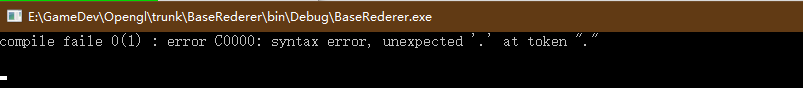 E:\GameDev\Opengl\trunk\BaseRederer\bin\Debug\BaseRederer.exe
compile faile 0(1) : error C0000: syntax error, unexpected '.' at token "."